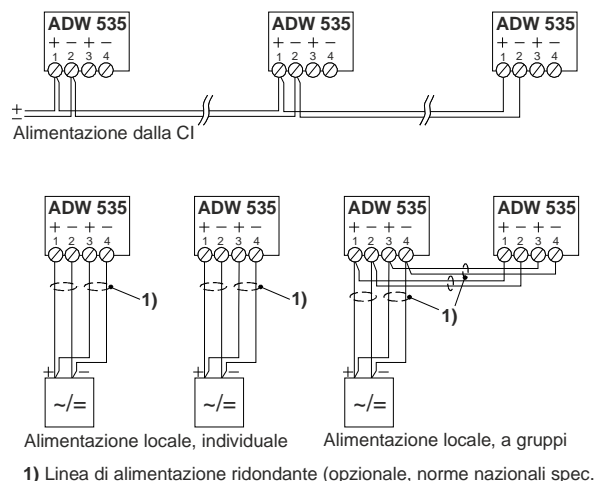 ADW 535 ADW 535 ADW 535
+ − + − + − + − + − + −
1 2 3 4 1 2 3 4 1 2 3 4
+
−
Alimentazione dalla CI
ADW 535 ADW 535 ADW 535 ADW 535
+ − + − + − + − + − + − + − + −
1 2 3 4 1 2 3 4 1 2 3 4 1 2 3 4
1) 1) 1)
+ − + − + −
~/= ~/= ~/=
Alimentazione locale, individuale Alimentazione locale, a gruppi
1) Linea di alimentazione ridondante (opzionale, norme nazionali spec.